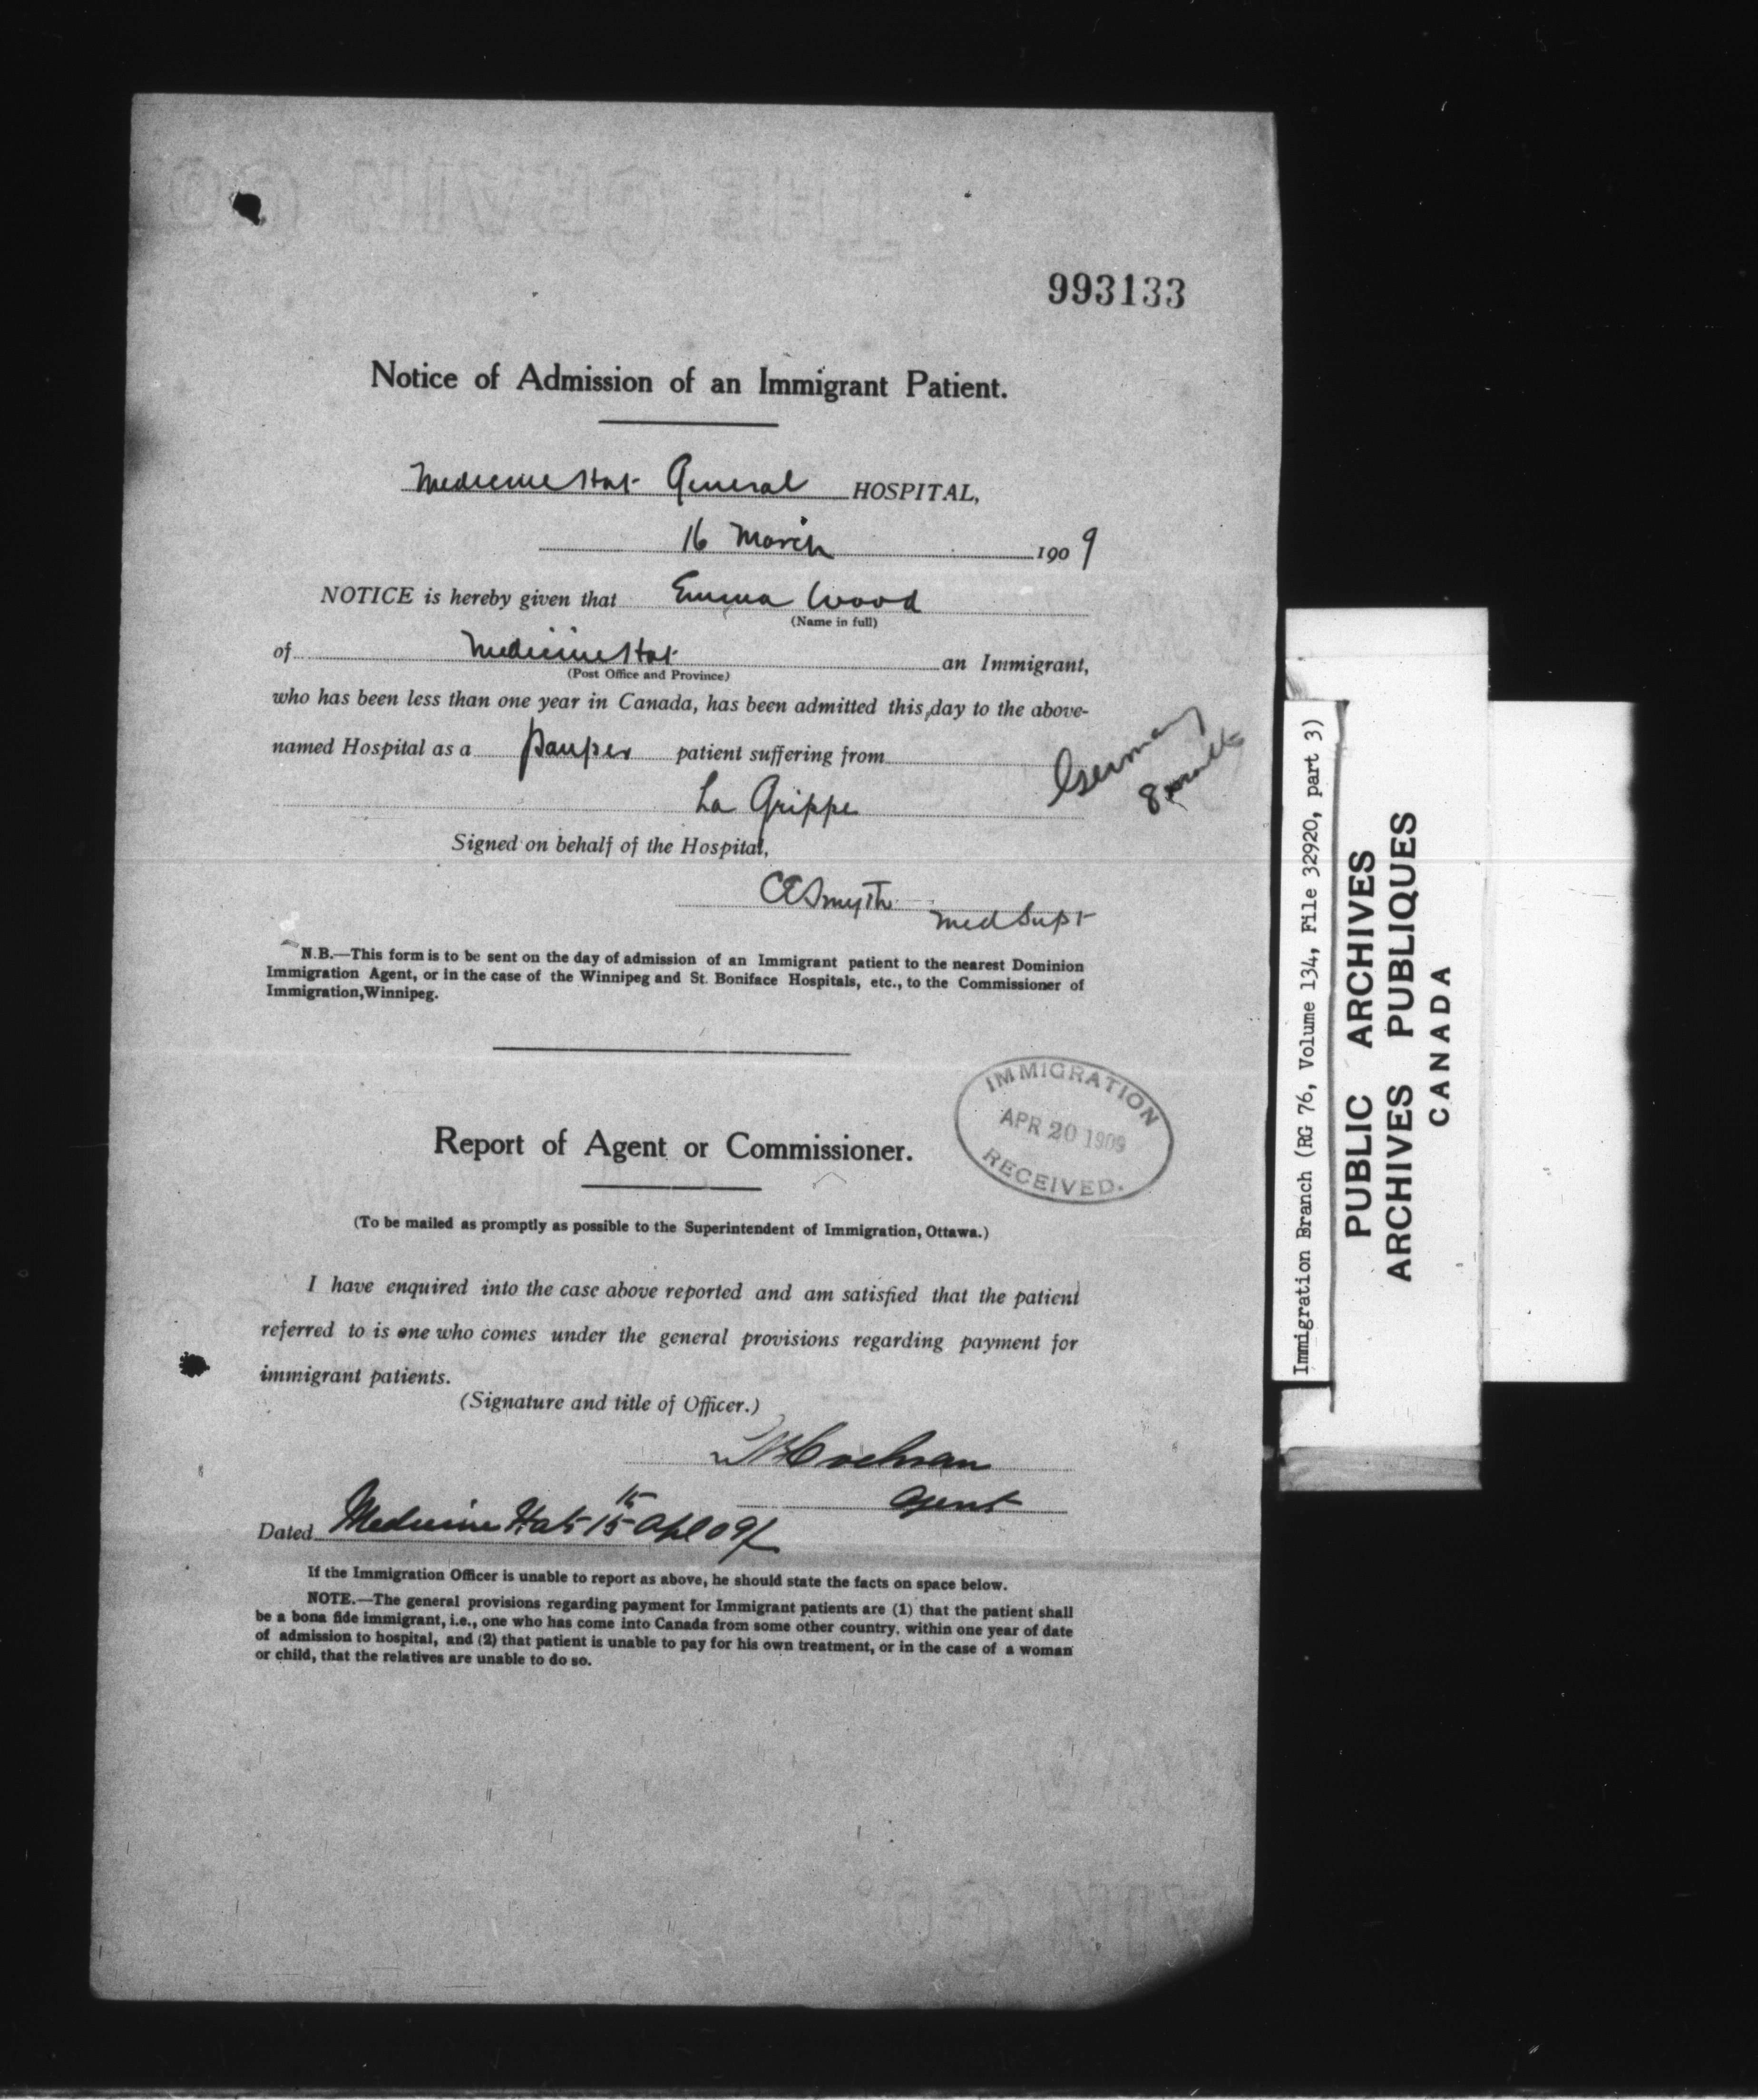 993133
Notice of Admission of an Immigrant Patient.
Medicine Hat General HOSPITAL,
16 March 1909
NOTICE is hereby given that Emma Wood
(Name in full)
of Medicine Hat an Immigrant,
(Post Office and Province)
who has been less than one year in Canada, has been admitted this day to the above-
named Hospital as a pauper patient suffering from
La Grippe
Germany
8 months
Signed on behalf of the Hospital,
CE Smyth Med Supt
N.B.—This form is to be sent on the day of admission of an Immigrant patient to the nearest Dominion
Immigration Agent, or in the case of the Winnipeg and St. Boniface Hospitals, etc., to the Commissioner of
Immigration, Winnipeg.
IMMIGRATION
APR 20 1909
RECEIVED.
Report of Agent or Commissioner.
(To be mailed as promptly as possible to the Superintendent of Immigration, Ottawa.)
I have enquired into the case above reported and am satisfied that the patient
referred to is one who comes under the general provisions regarding payment for
immigrant patients.
(Signature and title of Officer.)
Cochran
Agent
15
Dated Medicine Hat 15 Apl 09
If the Immigration Officer is unable to report as above, he should state the facts on space below.
NOTE.—The general provisions regarding payment for Immigrant patients are (1) that the patient shall
be a bona fide immigrant, i.e., one who has come into Canada from some other country, within one year of date
of admission to hospital, and (2) that patient is unable to pay for his own treatment, or in the case of a woman
or child, that the relatives are unable to do so.
Immigration Branch (RG 76, Volume 134, File 32920, part 3)
PUBLIC ARCHIVES
ARCHIVES PUBLIQUES
CANADA